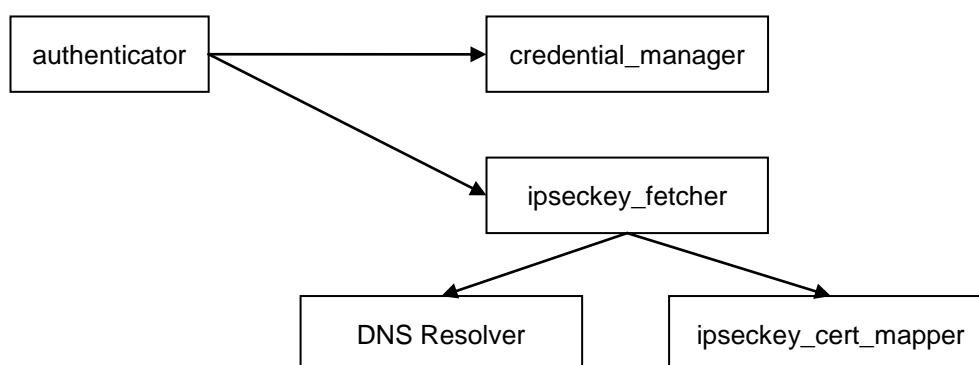 authenticator
credential_manager
ipseckey_fetcher
DNS Resolver
ipseckey_cert_mapper